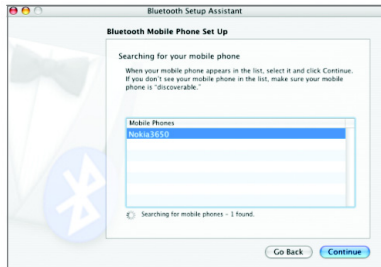 Bluetooth Setup Assistant
Bluetooth Mobile Phone Set Up
Searching for your mobile phone
When your mobile phone appears in the list, select it and click Continue.
If you don't see your mobile phone in the list, make sure your mobile
phone is "discoverable."
Mobile Phones
Nokia3650
Searching for mobile phones – 1 found.
Go Back
Continue